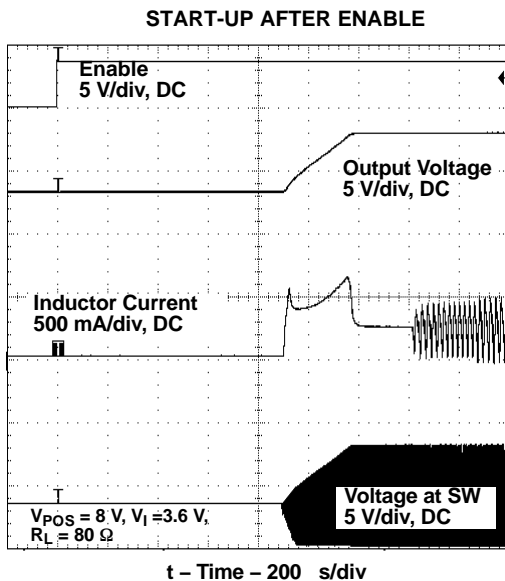 START-UP AFTER ENABLE
T
Enable
5 V/div, DC
T
Output Voltage
5 V/div, DC
Inductor Current
500 mA/div, DC
T
T
Voltage at SW
5 V/div, DC
VPOS = 8 V, VI =3.6 V,
RL = 80 Ω
t – Time – 200 s/div